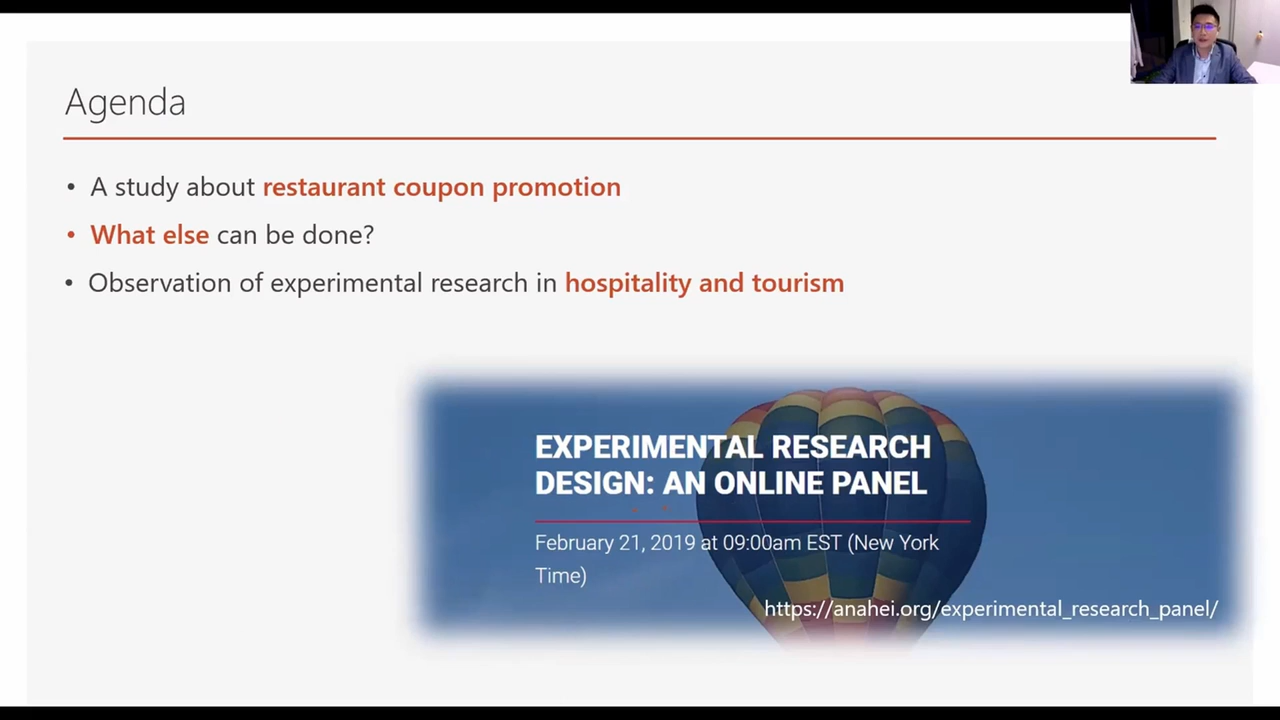 Agenda
• A study about restaurant coupon promotion
• What else can be done?
• Observation of experimental research in hospitality and tourism
EXPERIMENTAL RESEARCH
DESIGN: AN ONLINE PANEL
February 21, 2019 at 09:00am EST (New York
Time)
https://anahei.org/experimental_research_panel/